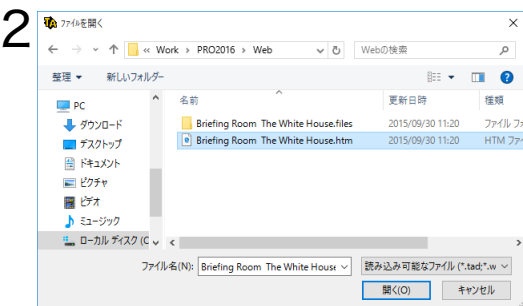 2
ファイルを開く
« Work › PRO2016 › Web
Webの検索
整理 新しいフォルダー
名前 更新日時 種類
Briefing Room The White House.files 2015/09/30 11:20 ファイル フォ
Briefing Room The White House.htm 2015/09/30 11:20 HTM ファイ
PC
ダウンロード
デスクトップ
ドキュメント
ピクチャ
ビデオ
ミュージック
ローカル ディスク (C
ファイル名(N): Briefing Room The White House 読み込み可能なファイル (*.tad;*.w
開く(O) キャンセル